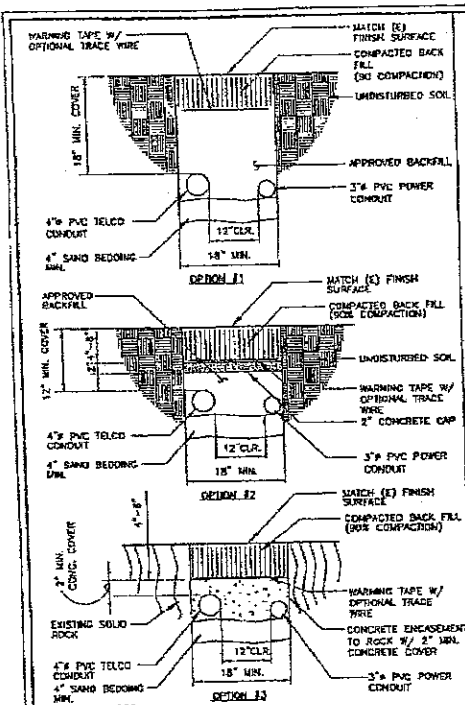 WARNING TAPE W/
OPTIONAL TRACE WIRE
MATCH (E)
FINISH SURFACE
COMPACTED BACK
FILL
(90 COMPACTION)
UNDISTURBED SOIL
18" MIN. COVER
APPROVED BACKFILL
4"ø PVC TELCO
CONDUIT
3"ø PVC POWER
CONDUIT
4" SAND BEDDING
MIN.
12"CLR.
18" MIN.
OPTION #1
APPROVED
BACKFILL
MATCH (E) FINISH
SURFACE
COMPACTED BACK FILL
(90% COMPACTION)
12" MIN. COVER
UNDISTURBED SOIL
WARNING TAPE W/
OPTIONAL TRACE
WIRE
2" CONCRETE CAP
4"ø PVC TELCO
CONDUIT
4" SAND BEDDING
MIN.
12"CLR.
18" MIN.
3"ø PVC POWER
CONDUIT
OPTION #2
MATCH (E) FINISH
SURFACE
COMPACTED BACK FILL
(90% COMPACTION)
4"-6"
2" MIN.
CONC. COVER
EXISTING SOLID
ROCK
WARNING TAPE W/
OPTIONAL TRACE
WIRE
CONCRETE ENCASEMENT
TO ROCK W/ 2" MIN.
CONCRETE COVER
4"ø PVC TELCO
CONDUIT
4" SAND BEDDING
MIN.
12"CLR.
18" MIN.
3"ø PVC POWER
CONDUIT
OPTION #3